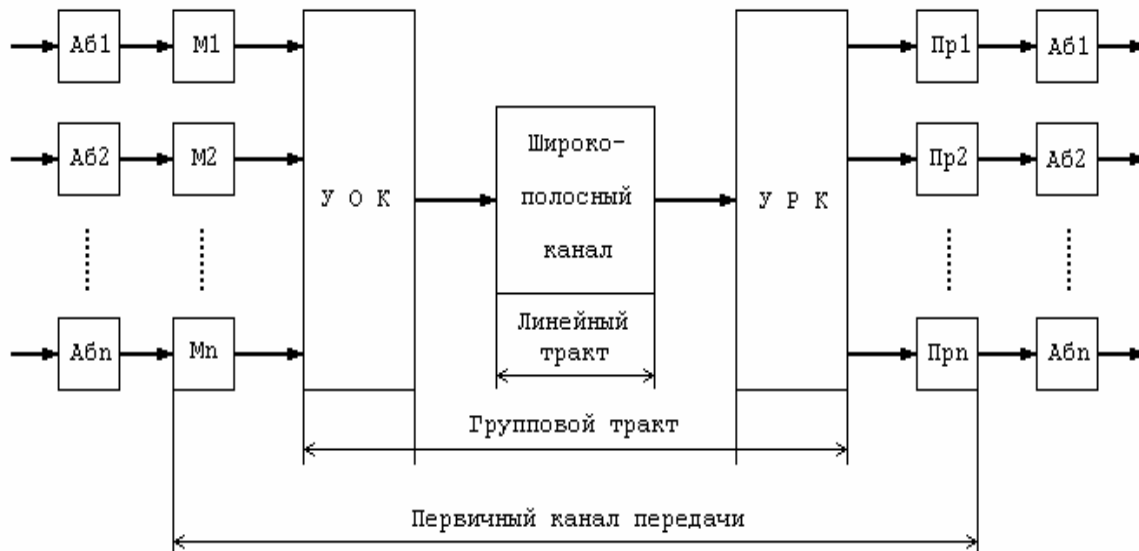 Аб1
М1
Пр1
Аб1
Аб2
М2
У О К
Широко-
полосный
канал
У Р К
Пр2
Аб2
Абn
Мn
Линейный
тракт
Прn
Абn
Групповой тракт
Первичный канал передачи